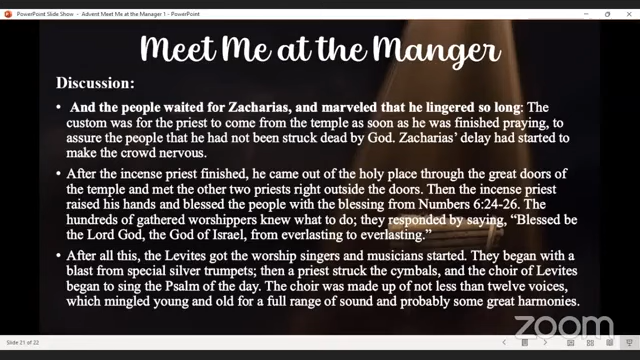 PowerPoint Slide Show - Advent Meet Me at the Manager 1 - PowerPoint
Meet Me at the Manger
Discussion:
• And the people waited for Zacharias, and marveled that he lingered so long: The
custom was for the priest to come from the temple as soon as he was finished praying, to
assure the people that he had not been struck dead by God. Zacharias' delay had started to
make the crowd nervous.
• After the incense priest finished, he came out of the holy place through the great doors of
the temple and met the other two priests right outside the doors. Then the incense priest
raised his hands and blessed the people with the blessing from Numbers 6:24-26. The
hundreds of gathered worshippers knew what to do; they responded by saying, "Blessed be
the Lord God, the God of Israel, from everlasting to everlasting."
• After all this, the Levites got the worship singers and musicians started. They began with a
blast from special silver trumpets; then a priest struck the cymbals, and the choir of Levites
began to sing the Psalm of the day. The choir was made up of not less than twelve voices,
which mingled young and old for a full range of sound and probably some great harmonies.
zoom
Slide 21 of 22